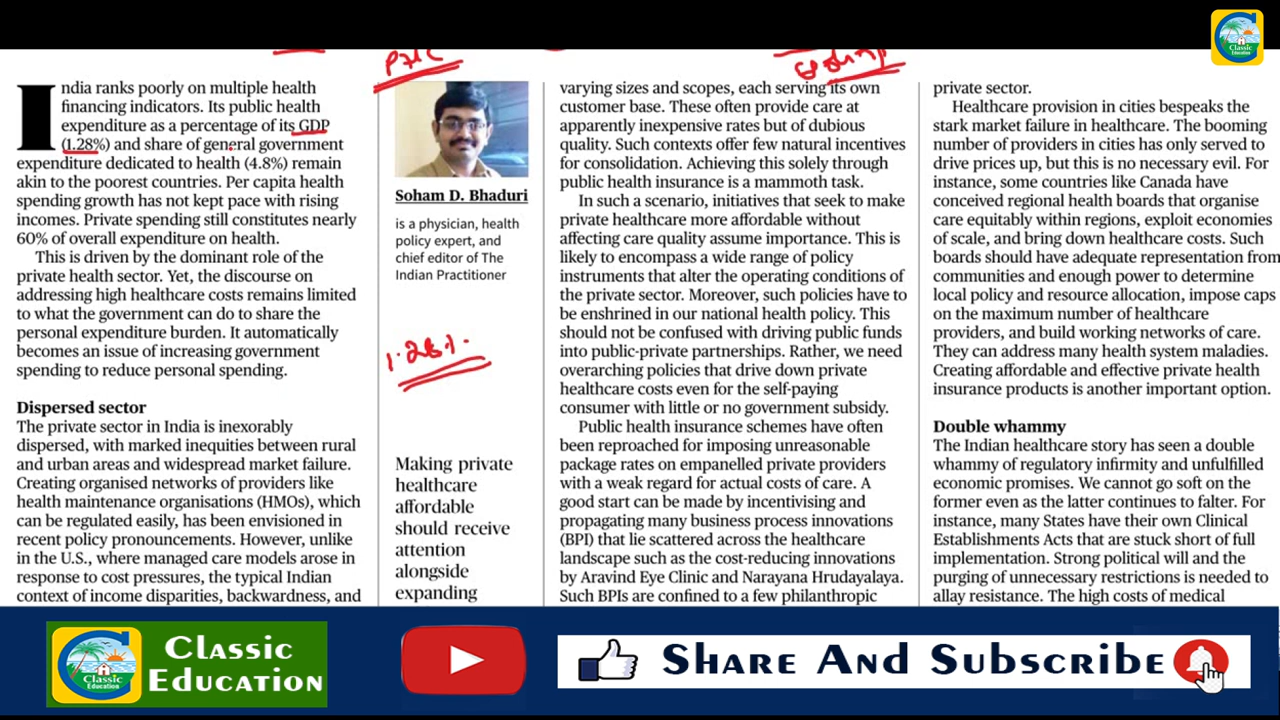 Classic
Education
PHC
India ranks poorly on multiple health
financing indicators. Its public health
expenditure as a percentage of its GDP
(1.28%) and share of general government
expenditure dedicated to health (4.8%) remain
akin to the poorest countries. Per capita health
spending growth has not kept pace with rising
incomes. Private spending still constitutes nearly
60% of overall expenditure on health.
This is driven by the dominant role of the
private health sector. Yet, the discourse on
addressing high healthcare costs remains limited
to what the government can do to share the
personal expenditure burden. It automatically
becomes an issue of increasing government
spending to reduce personal spending.
Dispersed sector
The private sector in India is inexorably
dispersed, with marked inequities between rural
and urban areas and widespread market failure.
Creating organised networks of providers like
health maintenance organisations (HMOs), which
can be regulated easily, has been envisioned in
recent policy pronouncements. However, unlike
in the U.S., where managed care models arose in
response to cost pressures, the typical Indian
context of income disparities, backwardness, and
Soham D. Bhaduri
is a physician, health
policy expert, and
chief editor of The
Indian Practitioner
1.28%
Making private
healthcare
affordable
should receive
attention
alongside
expanding
varying sizes and scopes, each serving its own
customer base. These often provide care at
apparently inexpensive rates but of dubious
quality. Such contexts offer few natural incentives
for consolidation. Achieving this solely through
public health insurance is a mammoth task.
In such a scenario, initiatives that seek to make
private healthcare more affordable without
affecting care quality assume importance. This is
likely to encompass a wide range of policy
instruments that alter the operating conditions of
the private sector. Moreover, such policies have to
be enshrined in our national health policy. This
should not be confused with driving public funds
into public-private partnerships. Rather, we need
overarching policies that drive down private
healthcare costs even for the self-paying
consumer with little or no government subsidy.
Public health insurance schemes have often
been reproached for imposing unreasonable
package rates on empanelled private providers
with a weak regard for actual costs of care. A
good start can be made by incentivising and
propagating many business process innovations
(BPI) that lie scattered across the healthcare
landscape such as the cost-reducing innovations
by Aravind Eye Clinic and Narayana Hrudayalaya.
Such BPIs are confined to a few philanthropic
private sector.
Healthcare provision in cities bespeaks the
stark market failure in healthcare. The booming
number of providers in cities has only served to
drive prices up, but this is no necessary evil. For
instance, some countries like Canada have
conceived regional health boards that organise
care equitably within regions, exploit economies
of scale, and bring down healthcare costs. Such
boards should have adequate representation from
communities and enough power to determine
local policy and resource allocation, impose caps
on the maximum number of healthcare
providers, and build working networks of care.
They can address many health system maladies.
Creating affordable and effective private health
insurance products is another important option.
Double whammy
The Indian healthcare story has seen a double
whammy of regulatory infirmity and unfulfilled
economic promises. We cannot go soft on the
former even as the latter continues to falter. For
instance, many States have their own Clinical
Establishments Acts that are stuck short of full
implementation. Strong political will and the
purging of unnecessary restrictions is needed to
allay resistance. The high costs of medical
Classic
Education
Classic
Education
Share And Subscribe